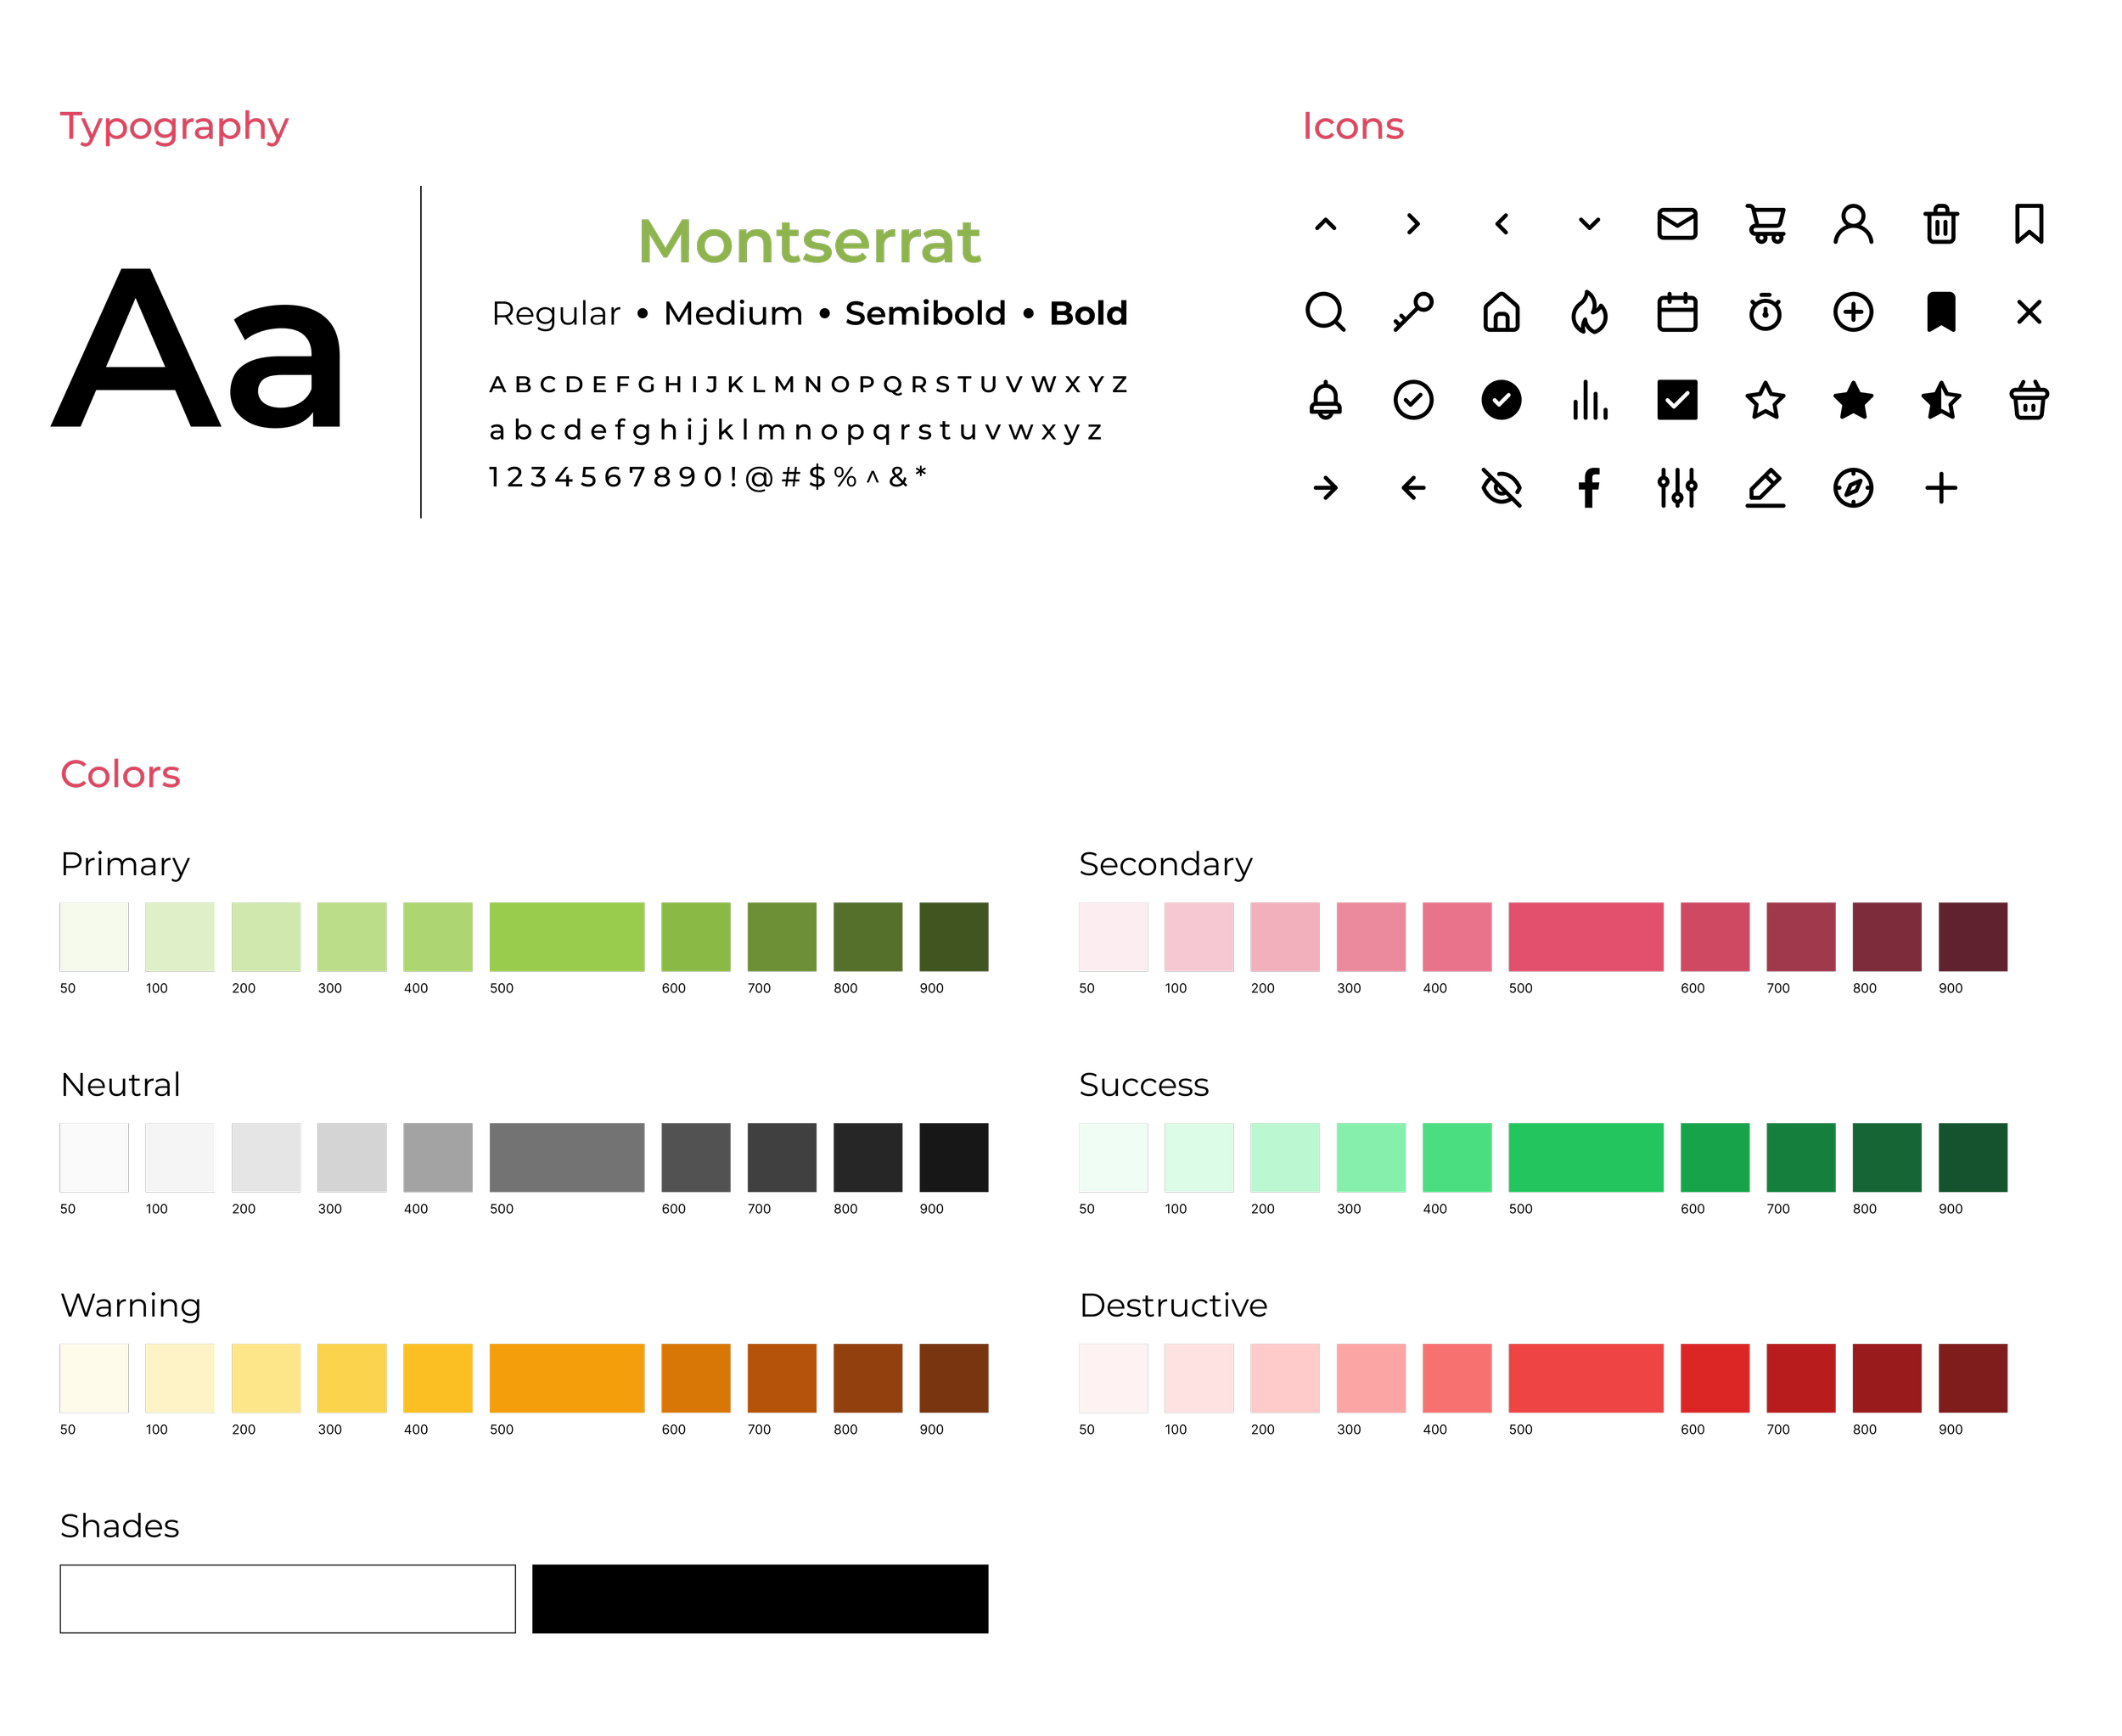 Typography
Aa
Montserrat
Regular • Medium • Semibold • Bold
A B C D E F G H I J K L M N O P Q R S T U V W X Y Z
a b c d e f g h i j k l m n o p q r s t u v w x y z
1 2 3 4 5 6 7 8 9 0 ! @ # $ % ^ & *
Icons
Colors
Primary
50 100 200 300 400 500 600 700 800 900
Secondary
50 100 200 300 400 500 600 700 800 900
Neutral
50 100 200 300 400 500 600 700 800 900
Success
50 100 200 300 400 500 600 700 800 900
Warning
50 100 200 300 400 500 600 700 800 900
Destructive
50 100 200 300 400 500 600 700 800 900
Shades